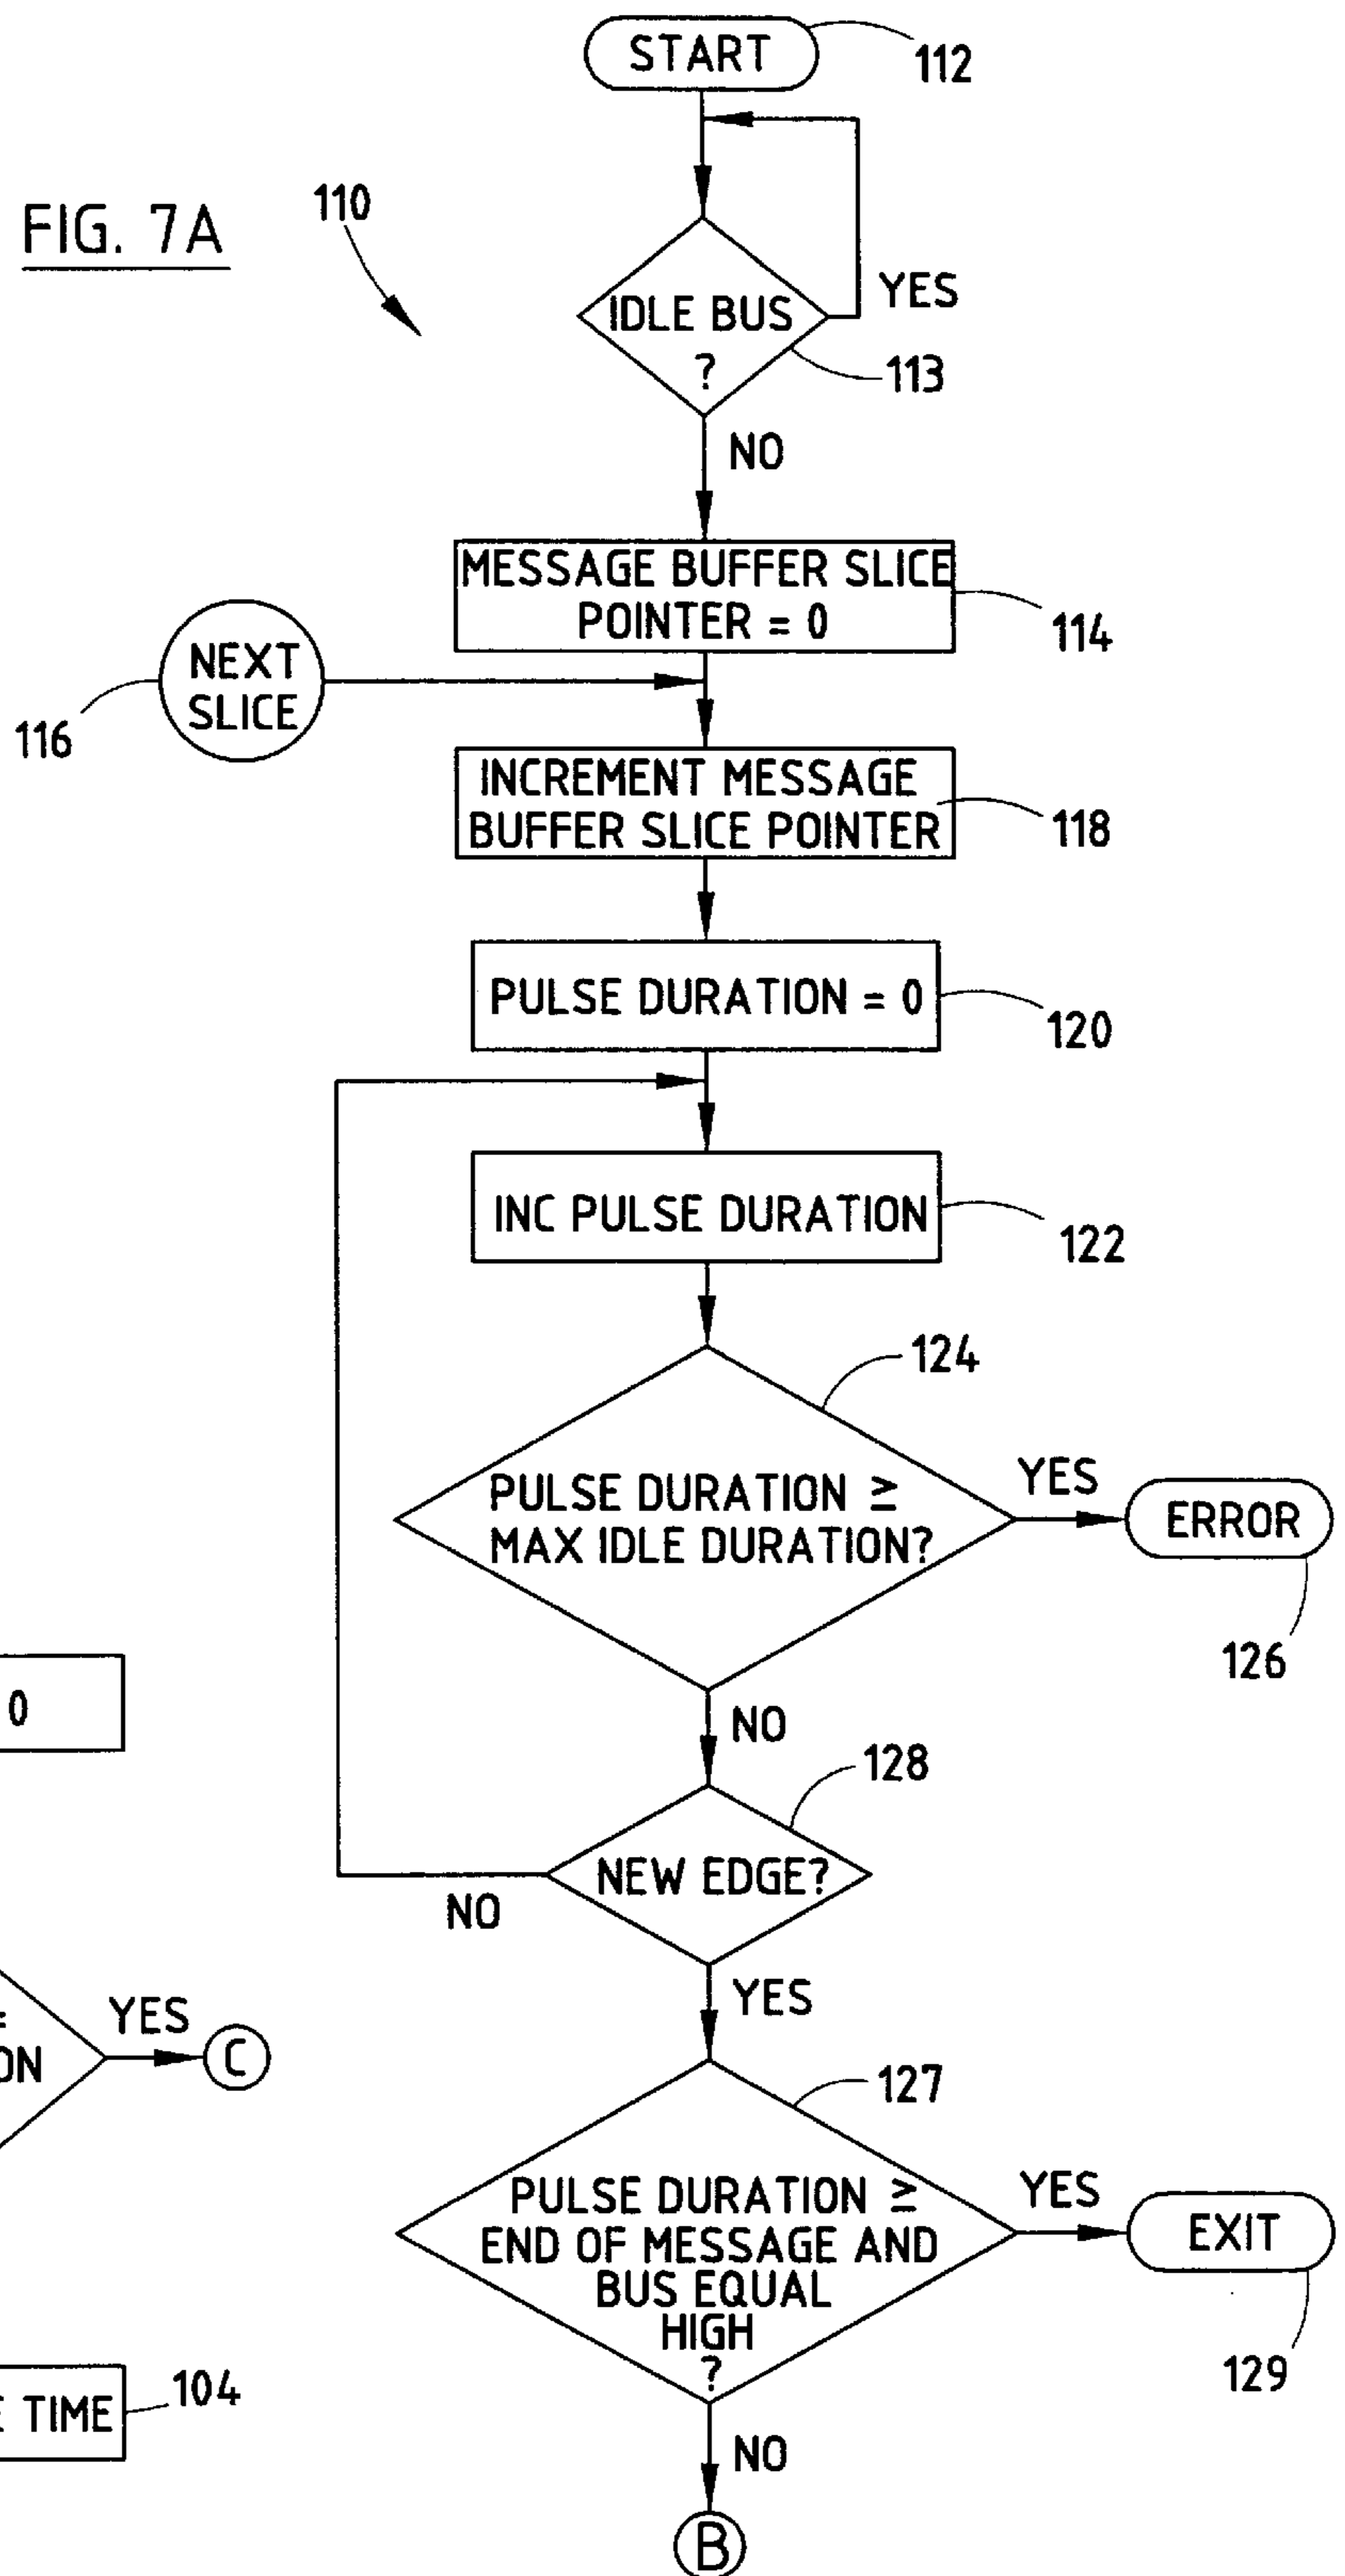 START
112
FIG. 7A
110
IDLE BUS
?
YES
113
NO
MESSAGE BUFFER SLICE
POINTER = 0
114
NEXT
SLICE
116
INCREMENT MESSAGE
BUFFER SLICE POINTER
118
PULSE DURATION = 0
120
INC PULSE DURATION
122
124
PULSE DURATION ≥
MAX IDLE DURATION?
YES
ERROR
126
0
NO
128
NEW EDGE?
NO
YES
=
ON
YES
C
127
PULSE DURATION ≥
END OF MESSAGE AND
BUS EQUAL
HIGH
?
YES
EXIT
129
E TIME
104
NO
B